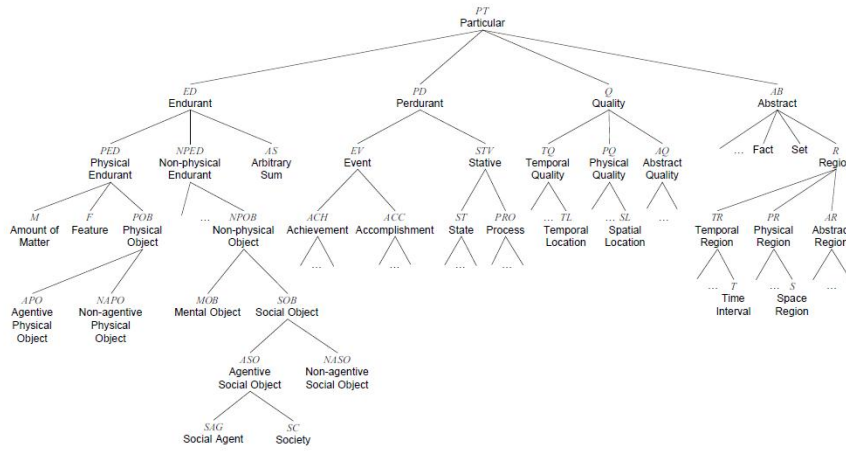 PT
Particular
ED PD Q AB
Endurant Perdurant Quality Abstract
PED NPED AS EV STV TQ PQ AQ … Fact Set R
Physical Non-physical Arbitrary Event Stative Temporal Physical Abstract Region
Endurant Endurant Sum Quality Quality Quality
M F POB … NPOB ACH ACC ST PRO … TL … SL … TR PR AR
Amount of Feature Physical Non-physical Achievement Accomplishment State Process Temporal Spatial Temporal Physical Abstract
Matter Object Object Location Location Region Region Region
… … … …
APO NAPO MOB SOB … T … S …
Agentive Non-agentive Mental Object Social Object Time Space
Physical Physical Interval Region
Object Object
ASO NASO
Agentive Non-agentive
Social Object Social Object
SAG SC
Social Agent Society